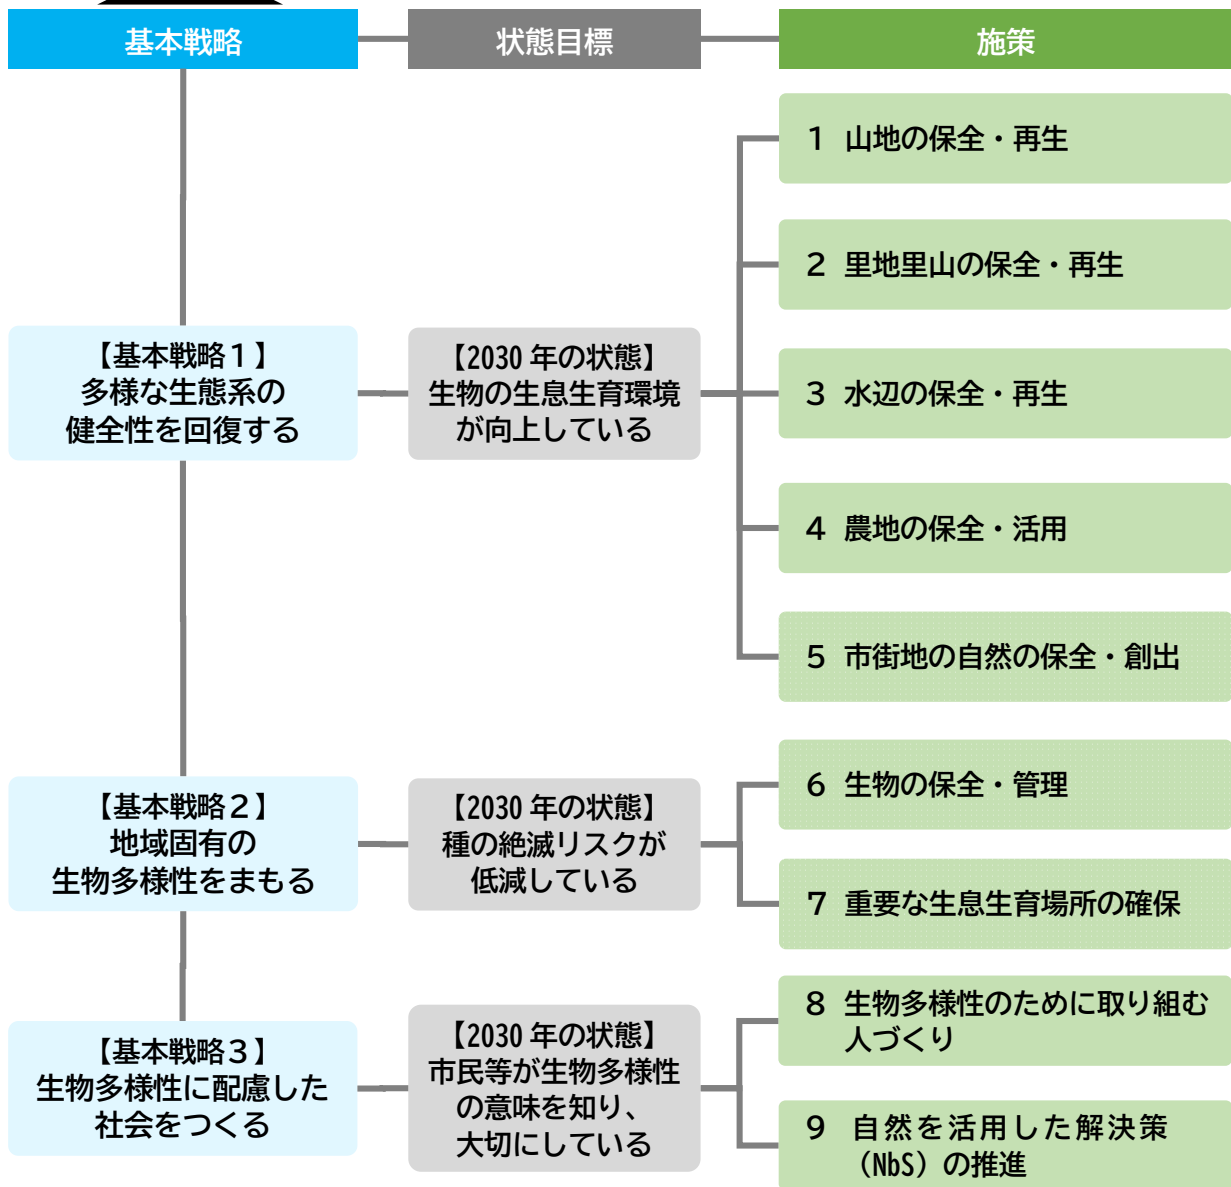 基本戦略
状態目標
施策
【基本戦略１】
多様な生態系の
健全性を回復する
【2030 年の状態】
生物の生息生育環境
が向上している
１ 山地の保全・再生
２ 里地里山の保全・再生
３ 水辺の保全・再生
４ 農地の保全・活用
５ 市街地の自然の保全・創出
【基本戦略２】
地域固有の
生物多様性をまもる
【2030 年の状態】
種の絶滅リスクが
低減している
６ 生物の保全・管理
７ 重要な生息生育場所の確保
【基本戦略３】
生物多様性に配慮した
社会をつくる
【2030 年の状態】
市民等が生物多様性
の意味を知り、
大切にしている
８ 生物多様性のために取り組む
人づくり
９ 自然を活用した解決策
（NbS）の推進